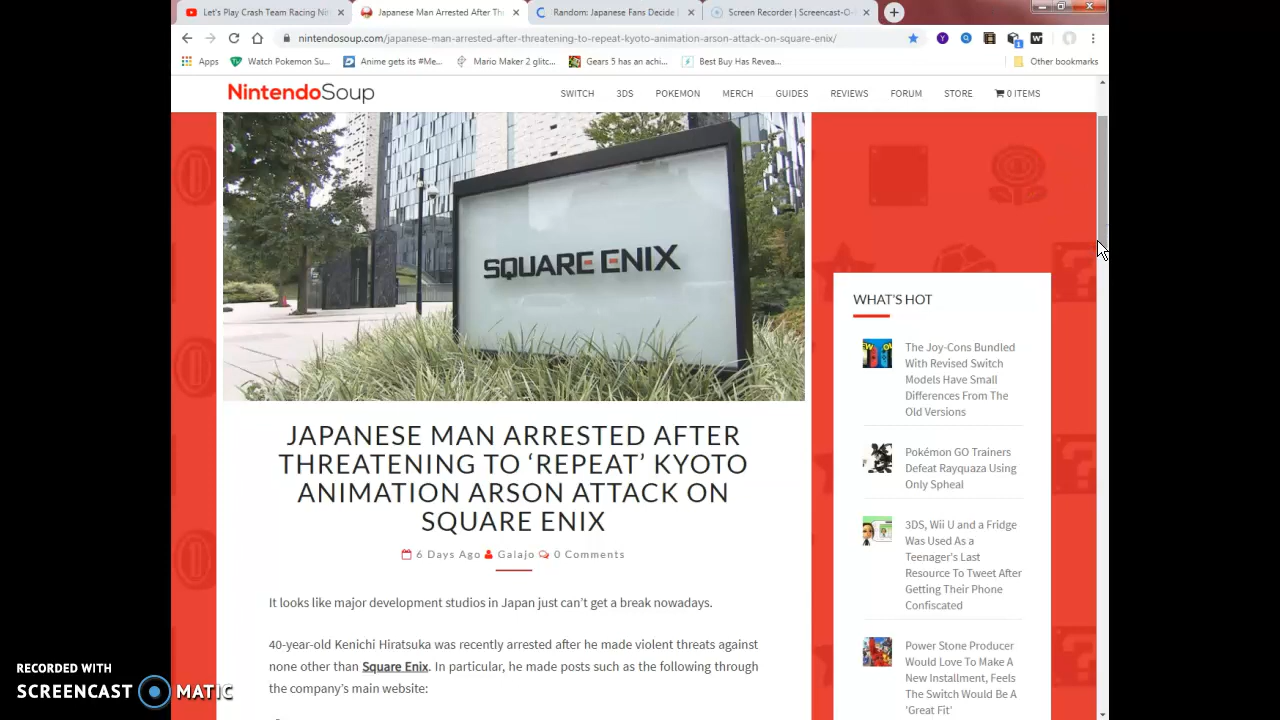 Let's Play Crash Team Racing Ni
Japanese Man Arrested After Th
Random: Japanese Fans Decide
Screen Recorder | Screencast-O-
nintendosoup.com/japanese-man-arrested-after-threatening-to-repeat-kyoto-animation-arson-attack-on-square-enix/
Apps
Watch Pokemon Su...
Anime gets its #Me...
Mario Maker 2 glitc...
Gears 5 has an achi...
Best Buy Has Revea...
Other bookmarks
NintendoSoup
SWITCH
3DS
POKEMON
MERCH
GUIDES
REVIEWS
FORUM
STORE
0 ITEMS
SQUARE ENIX
JAPANESE MAN ARRESTED AFTER
THREATENING TO ‘REPEAT’ KYOTO
ANIMATION ARSON ATTACK ON
SQUARE ENIX
6 Days Ago Galajo 0 Comments
It looks like major development studios in Japan just can’t get a break nowadays.
40-year-old Kenichi Hiratsuka was recently arrested after he made violent threats against
none other than Square Enix. In particular, he made posts such as the following through
the company’s main website:
WHAT'S HOT
The Joy-Cons Bundled
With Revised Switch
Models Have Small
Differences From The
Old Versions
Pokémon GO Trainers
Defeat Rayquaza Using
Only Spheal
3DS, Wii U and a Fridge
Was Used As a
Teenager's Last
Resource To Tweet After
Getting Their Phone
Confiscated
Power Stone Producer
Would Love To Make A
New Installment, Feels
The Switch Would Be A
'Great Fit'
RECORDED WITH
SCREENCAST MATIC